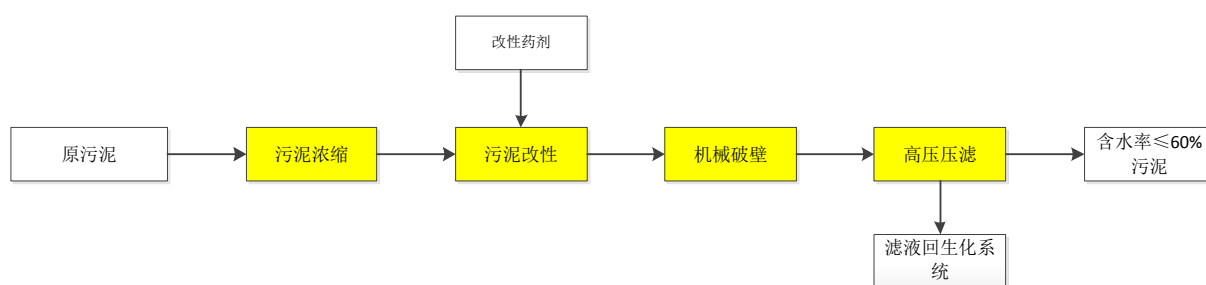 改性药剂
原污泥
污泥浓缩
污泥改性
机械破壁
高压压滤
含水率≤60%
污泥
滤液回生化系
统